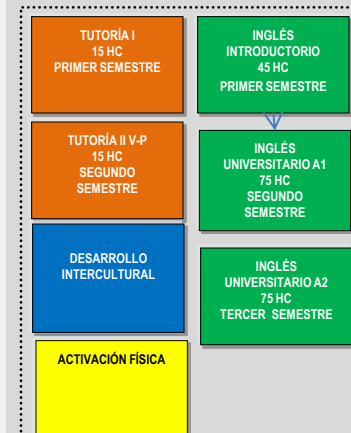 TUTORÍA I
15 HC
PRIMER SEMESTRE
INGLÉS
INTRODUCTORIO
45 HC
PRIMER SEMESTRE
TUTORÍA II V-P
15 HC
SEGUNDO
SEMESTRE
INGLÉS
UNIVERSITARIO A1
75 HC
SEGUNDO
SEMESTRE
DESARROLLO
INTERCULTURAL
INGLÉS
UNIVERSITARIO A2
75 HC
TERCER SEMESTRE
ACTIVACIÓN FÍSICA